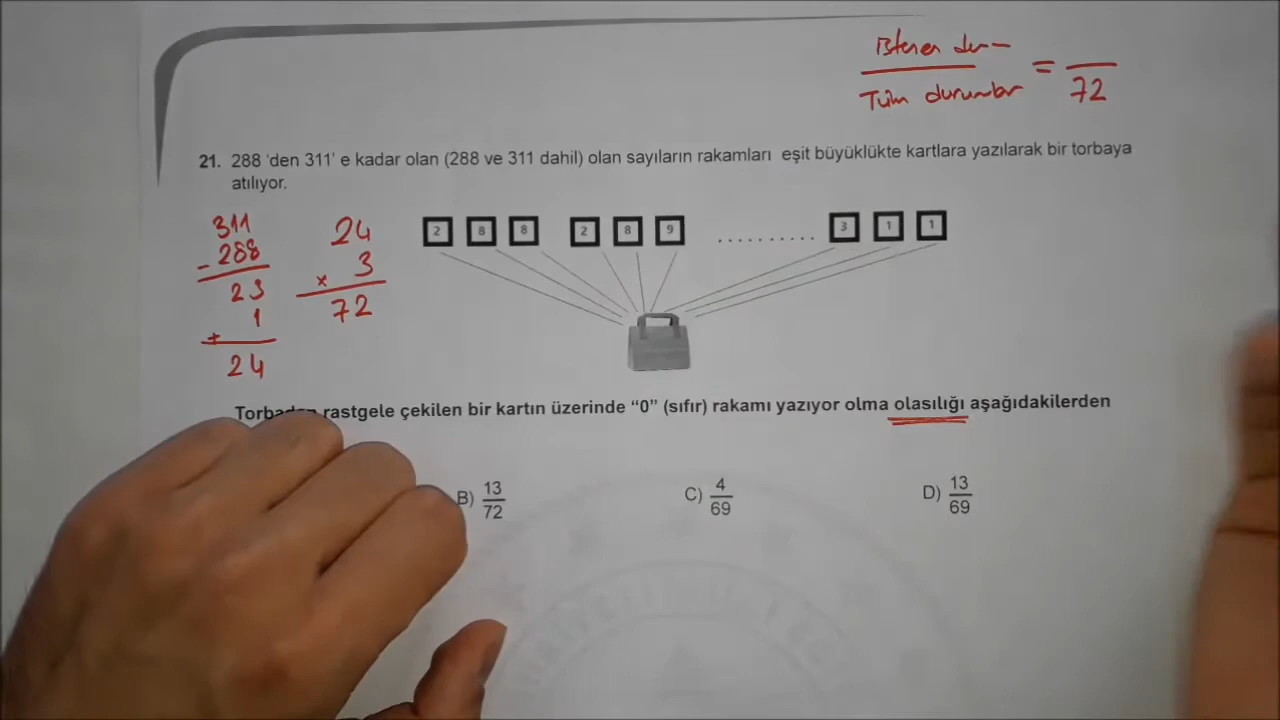 istenen
Tüm durumlar = 72
21. 288 'den 311' e kadar olan (288 ve 311 dahil) olan sayıların rakamları eşit büyüklükte kartlara yazılarak bir torbaya
atılıyor.
311
- 288
23
+ 1
24
24
x 3
72
2 8 8 2 8 9 .......... 3 1 1
rastgele çekilen bir kartın üzerinde “0” (sıfır) rakamı yazıyor olma olasılığı aşağıdakilerden
B) 13/72 C) 4/69 D) 13/69